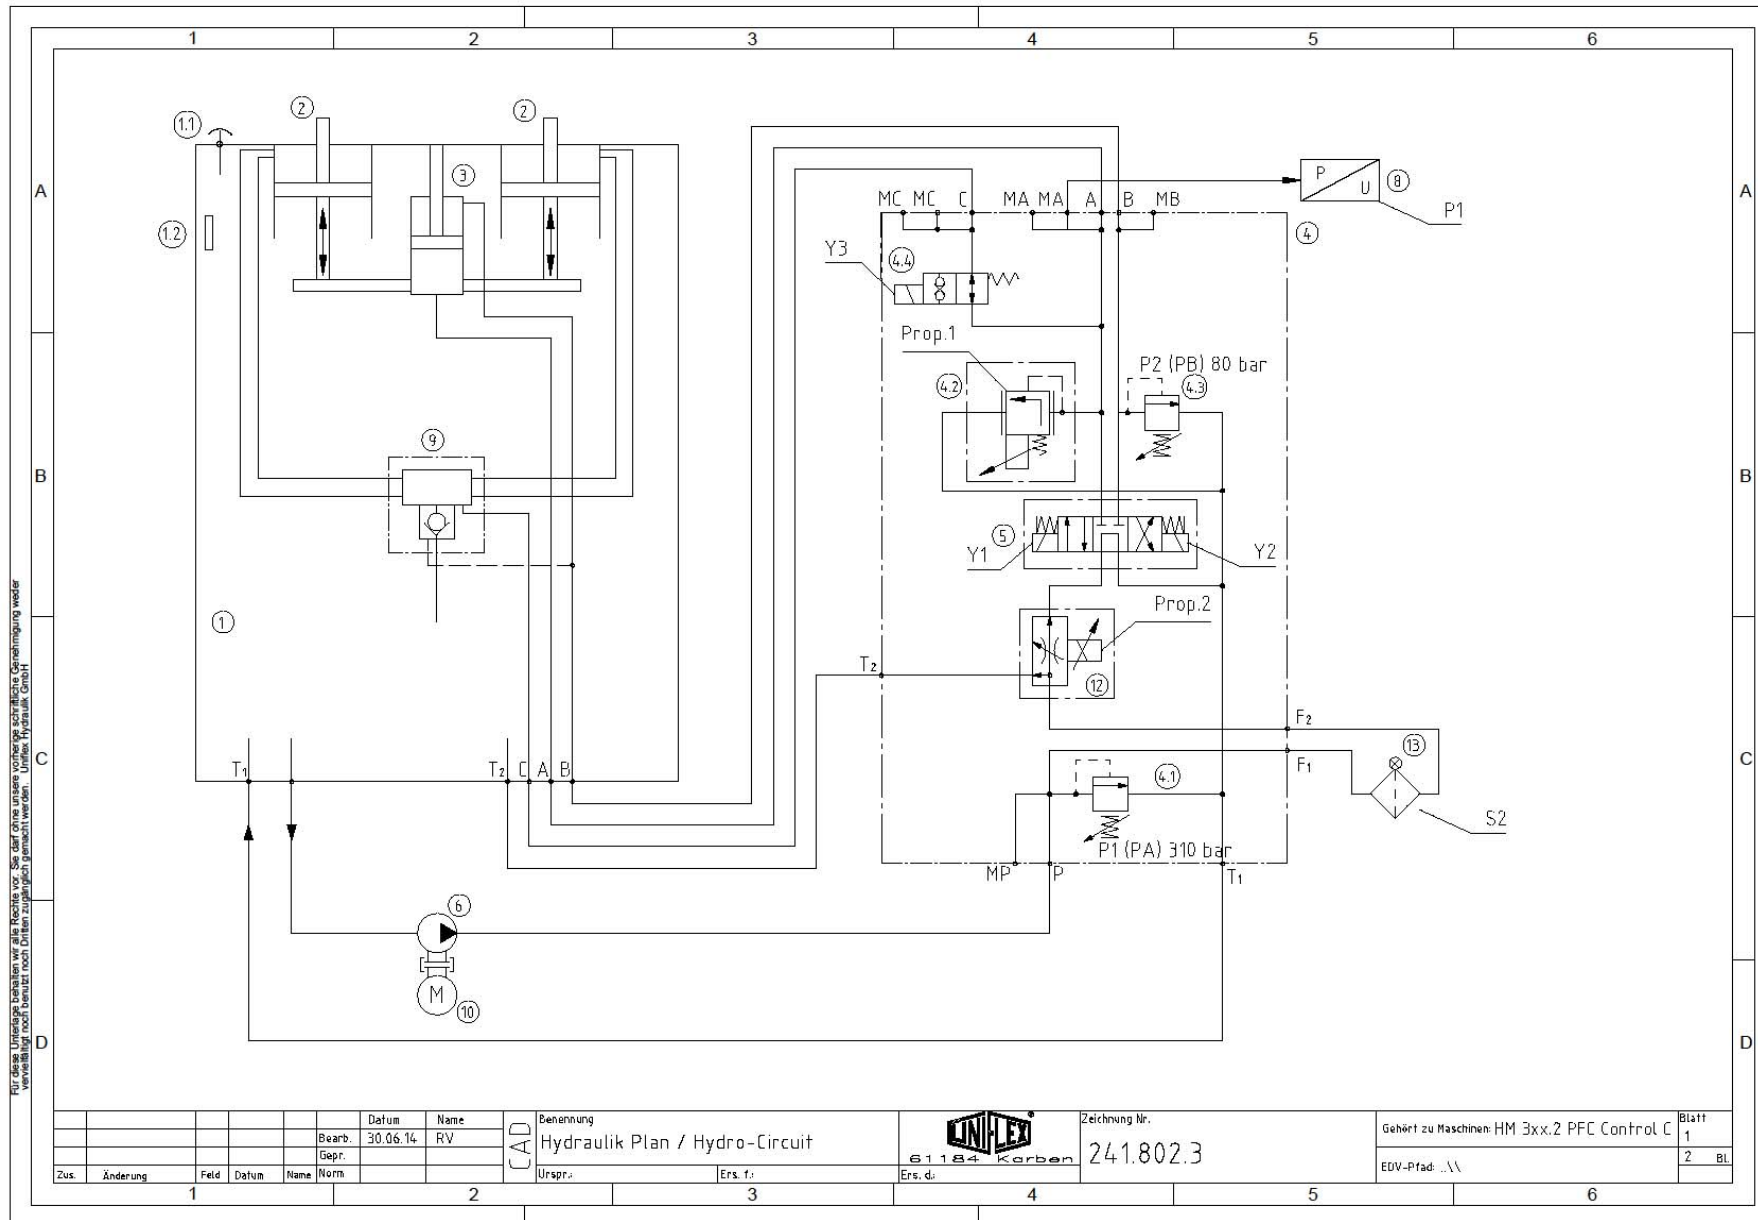 1 2 3 4 5 6
A A
B B
C C
D D
1.1
2
2
3
1.2
9
1
T1
T2 C A B
6
M
10
MC MC C MA MA A B MB
P
U
8
P1
4
Y3
4.4
Prop.1
4.2
P2 (PB) 80 bar
4.3
5
Y1
Y2
Prop.2
12
T2
F2
F1
13
S2
4.1
P1 (PA) 310 bar
MP P T1
Für diese Unterlage behalten wir alle Rechte vor. Sie darf ohne unsere vorherige schriftliche Genehmigung weder
vervielfältigt noch benutzt noch Dritten zugänglich gemacht werden. Uniflex Hydraulik GmbH
Datum Name
Bearb. 30.06.14 RV
Gepr.
Norm
Zus. Änderung Feld Datum Name
CAD
Benennung
Hydraulik Plan / Hydro-Circuit
Urspr.: Ers. f.: Ers. d.:
UNIFLEX®
61184 Karben
Zeichnung Nr.
241.802.3
Gehört zu Maschinen: HM 3xx.2 PFC Control C
EDV-Pfad: ..\\
Blatt
1
2 Bl.
1 2 3 4 5 6